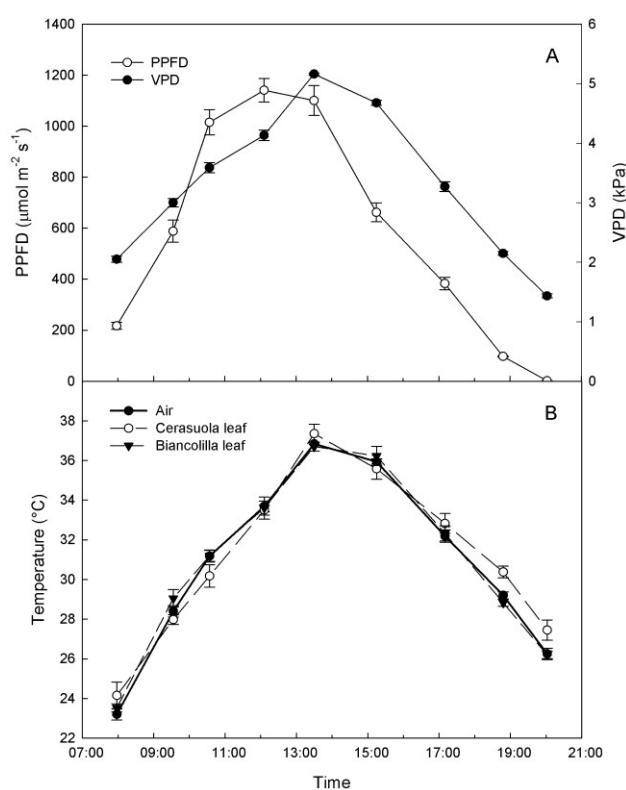 A
PPFD
VPD
PPFD (μmol m⁻² s⁻¹)
1400
1200
1000
800
600
400
200
0
VPD (kPa)
6
5
4
3
2
1
0
B
Air
Cerasuola leaf
Biancolilla leaf
Temperature (°C)
38
36
34
32
30
28
26
24
22
07:00 09:00 11:00 13:00 15:00 17:00 19:00 21:00
Time